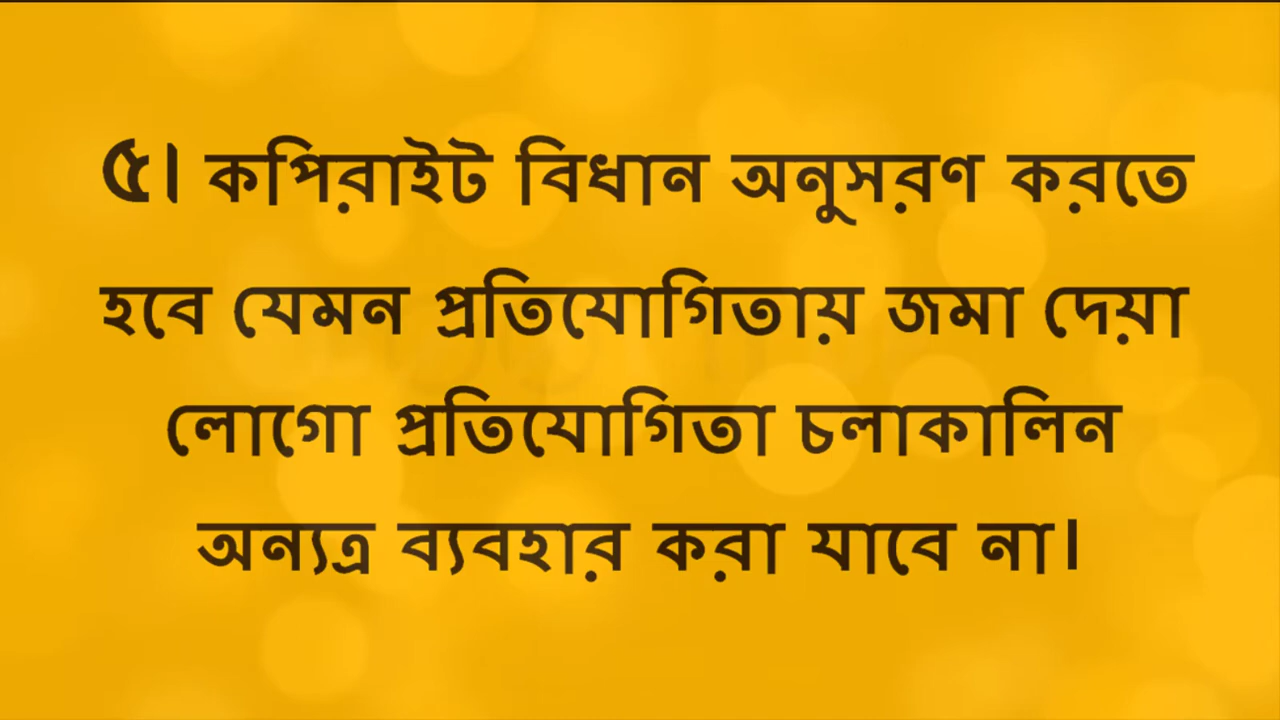 ৫। কপিরাইট বিধান অনুসরণ করতে
হবে যেমন প্রতিযোগিতায় জমা দেয়া
লোগো প্রতিযোগিতা চলাকালিন
অন্যত্র ব্যবহার করা যাবে না।